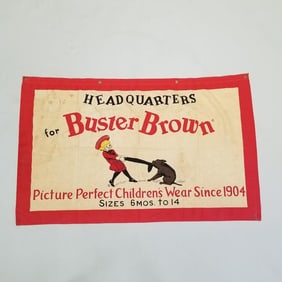 HEADQUARTERS
for Buster Brown
Picture Perfect Childrens Wear Since 1904
SIZES 6 MOS. TO 14